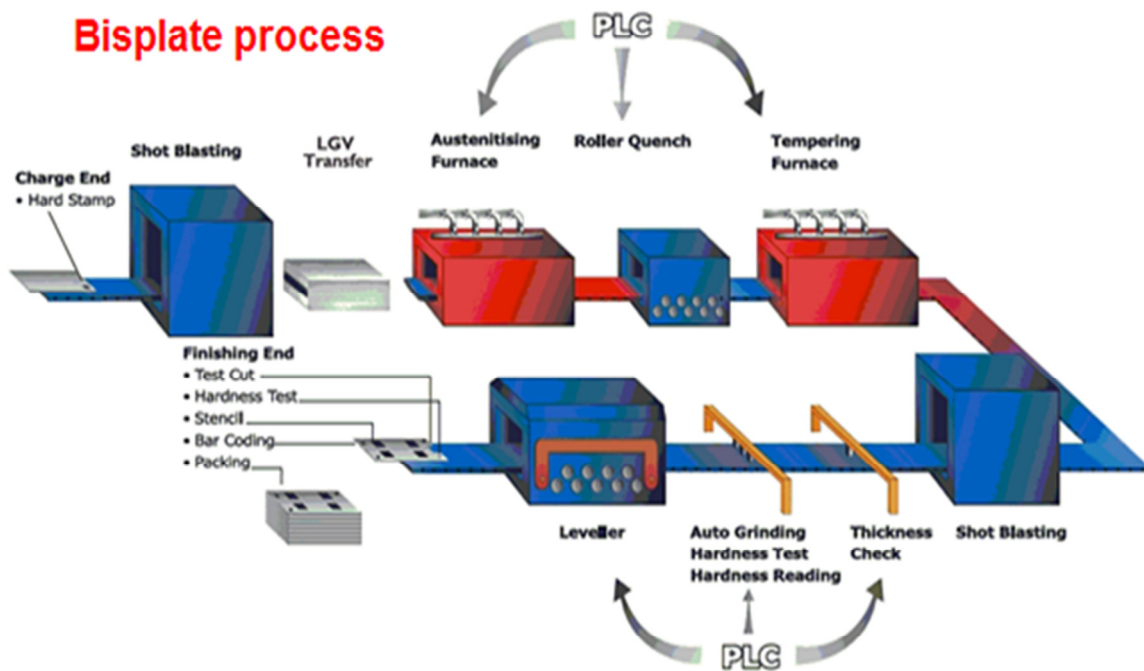 Bisplate process
PLC
Shot Blasting
LGV
Transfer
Austenitising
Furnace
Roller Quench
Tempering
Furnace
Charge End
• Hard Stamp
Finishing End
• Test Cut
• Hardness Test
• Stencil
• Bar Coding
• Packing
Leveller
Auto Grinding
Hardness Test
Hardness Reading
Thickness
Check
Shot Blasting
PLC